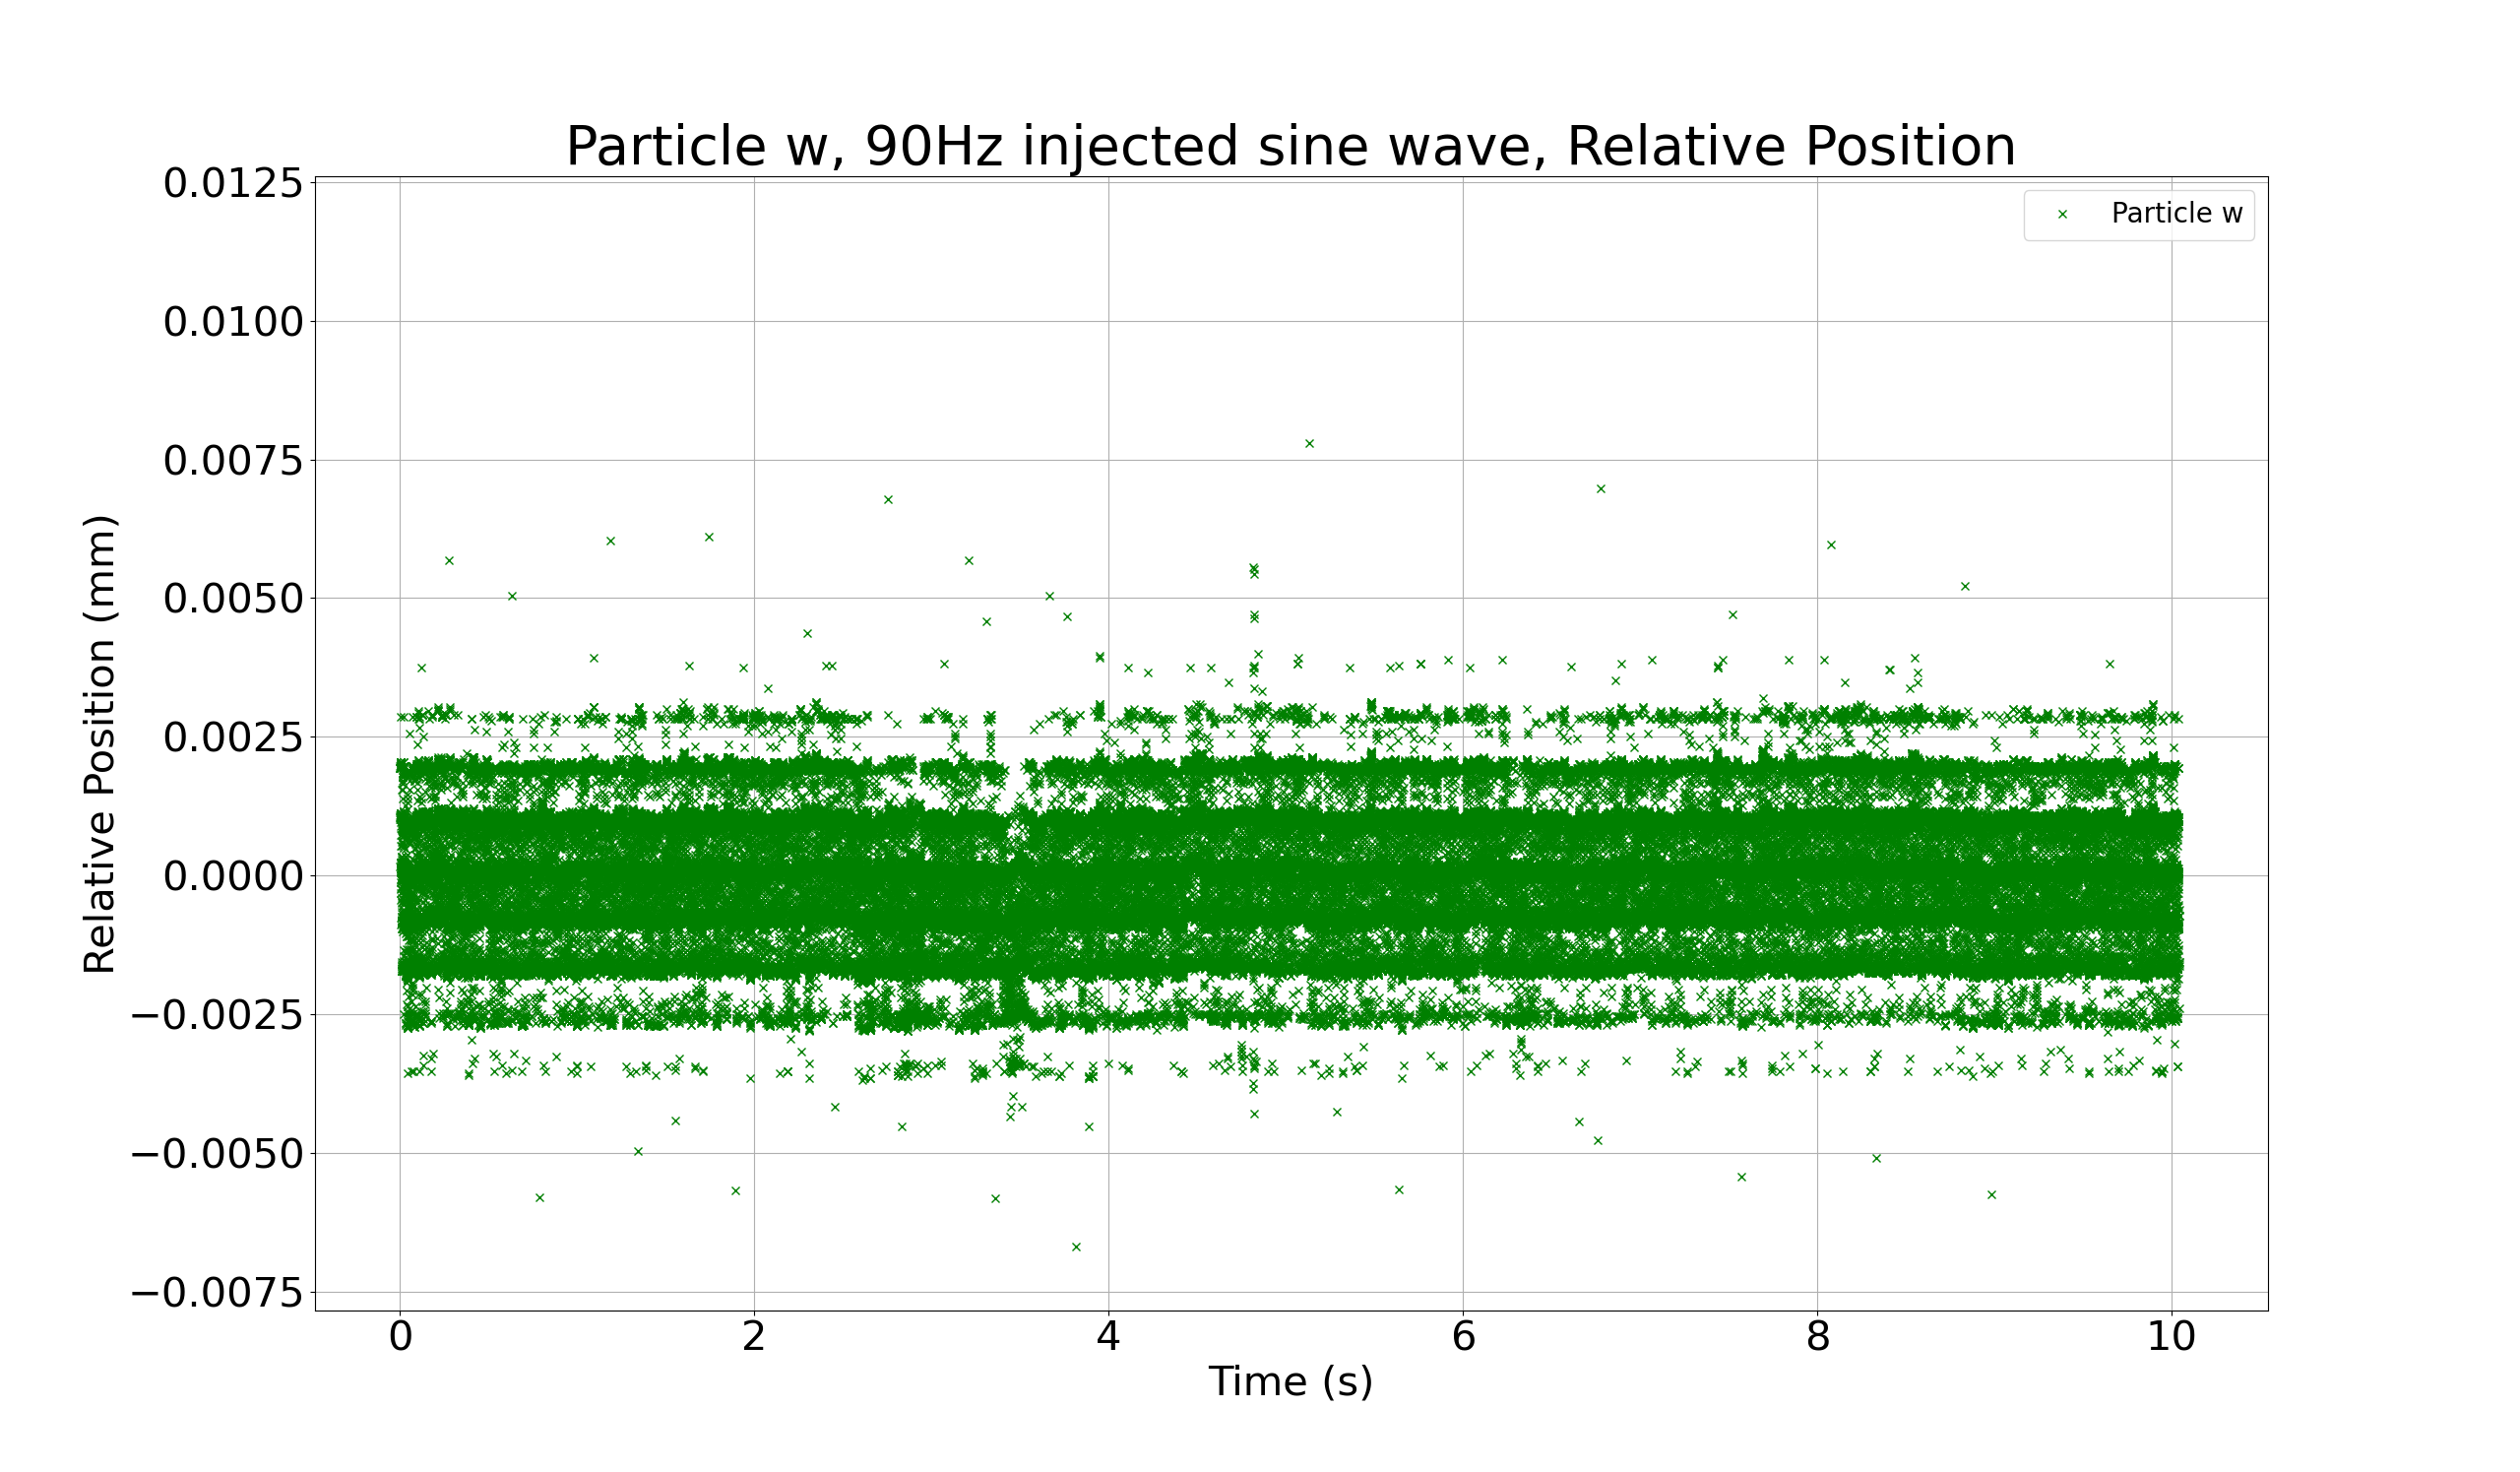 Particle w, 90Hz injected sine wave, Relative Position
0.0125
0.0100
0.0075
0.0050
0.0025
0.0000
−0.0025
−0.0050
−0.0075
Relative Position (mm)
Particle w
0 2 4 6 8 10
Time (s)